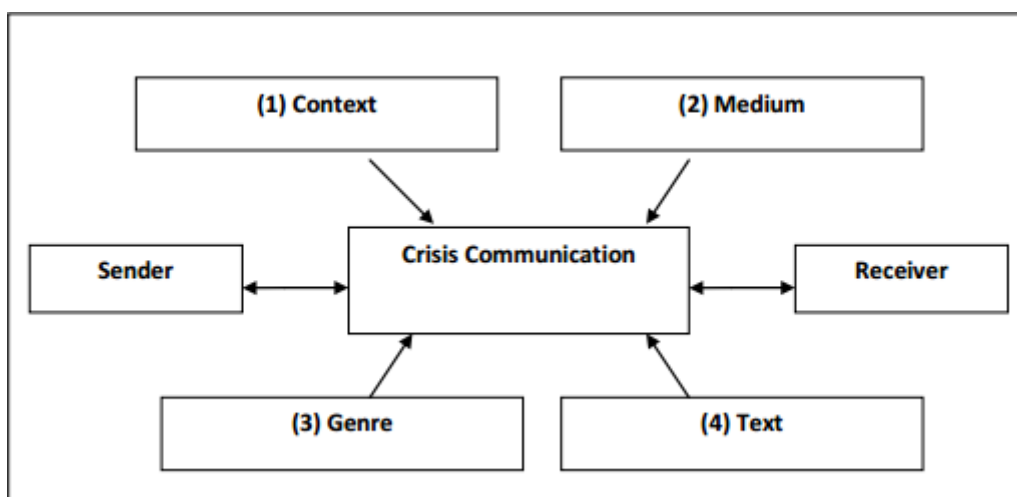 (1) Context
(2) Medium
Crisis Communication
Sender
Receiver
(3) Genre
(4) Text